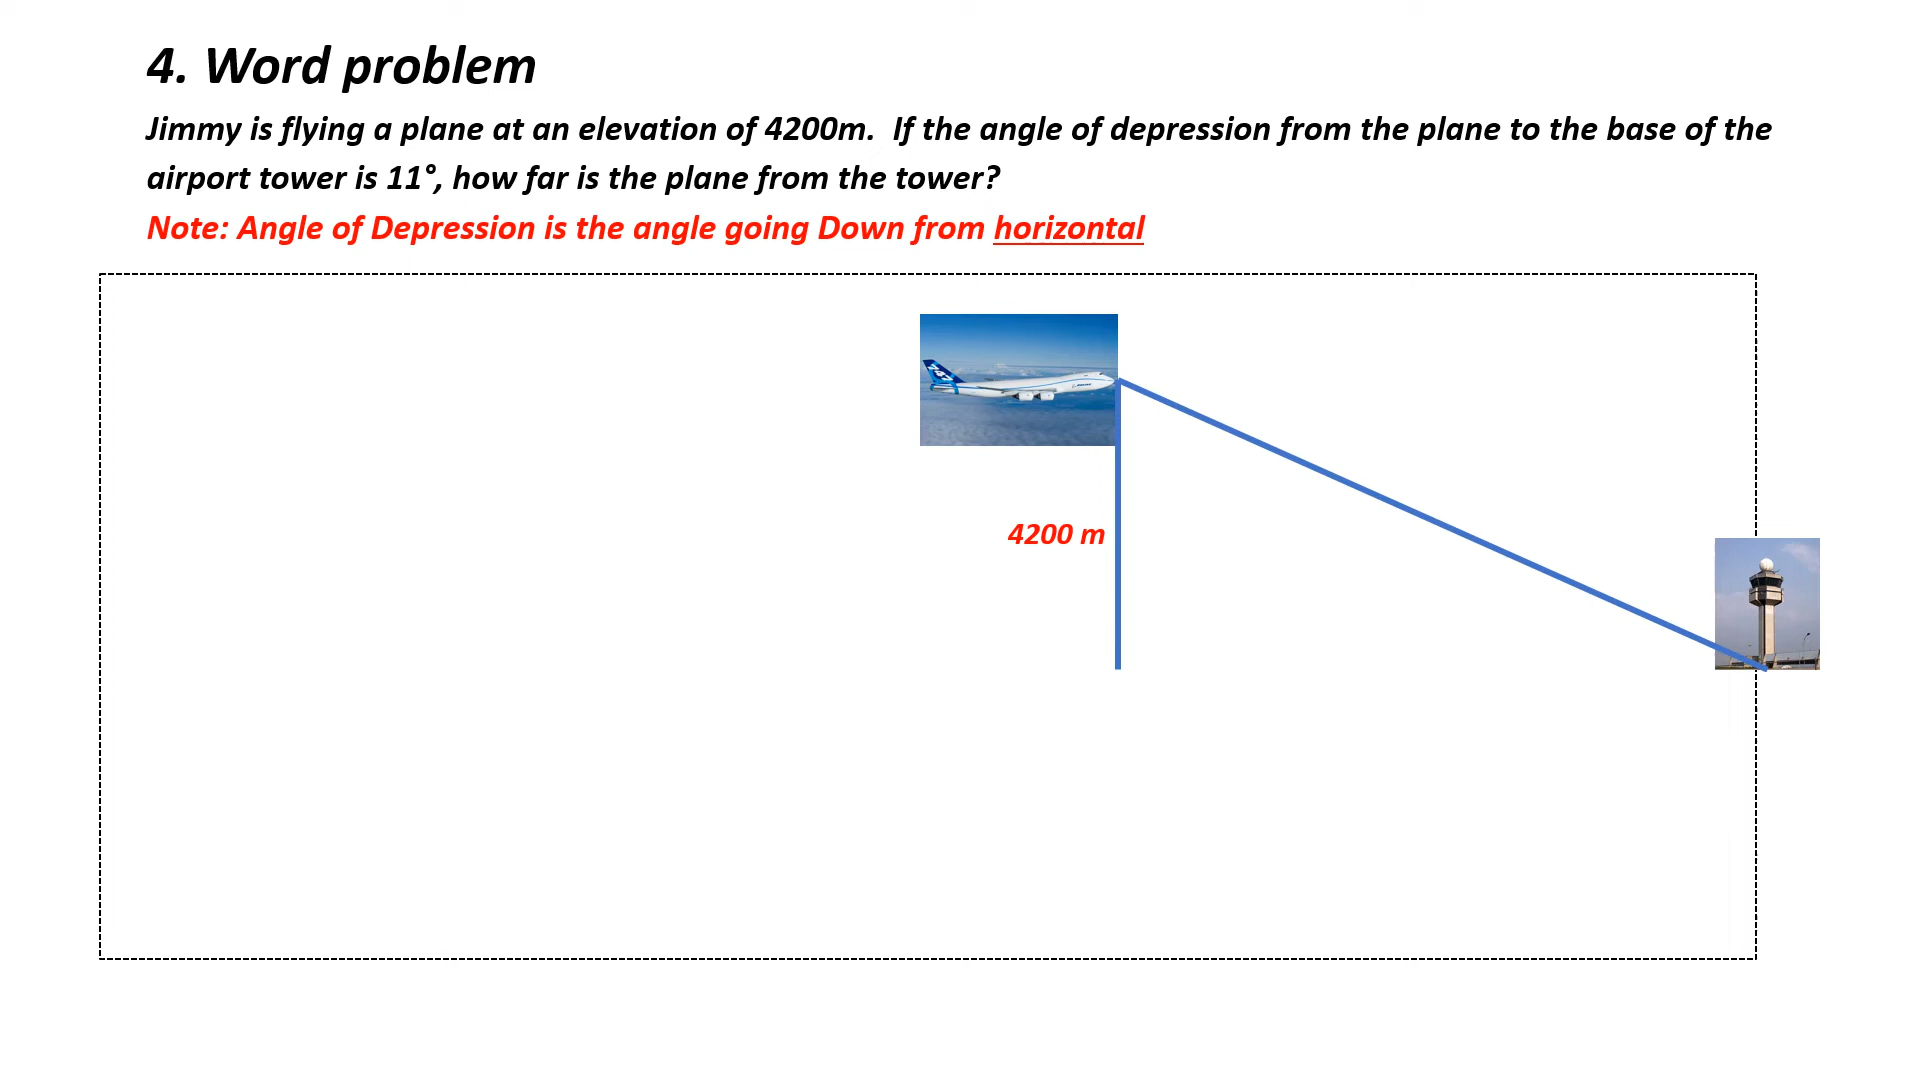 4. Word problem
Jimmy is flying a plane at an elevation of 4200m.  If the angle of depression from the plane to the base of the
airport tower is 11°, how far is the plane from the tower?
Note: Angle of Depression is the angle going Down from horizontal
747
4200 m